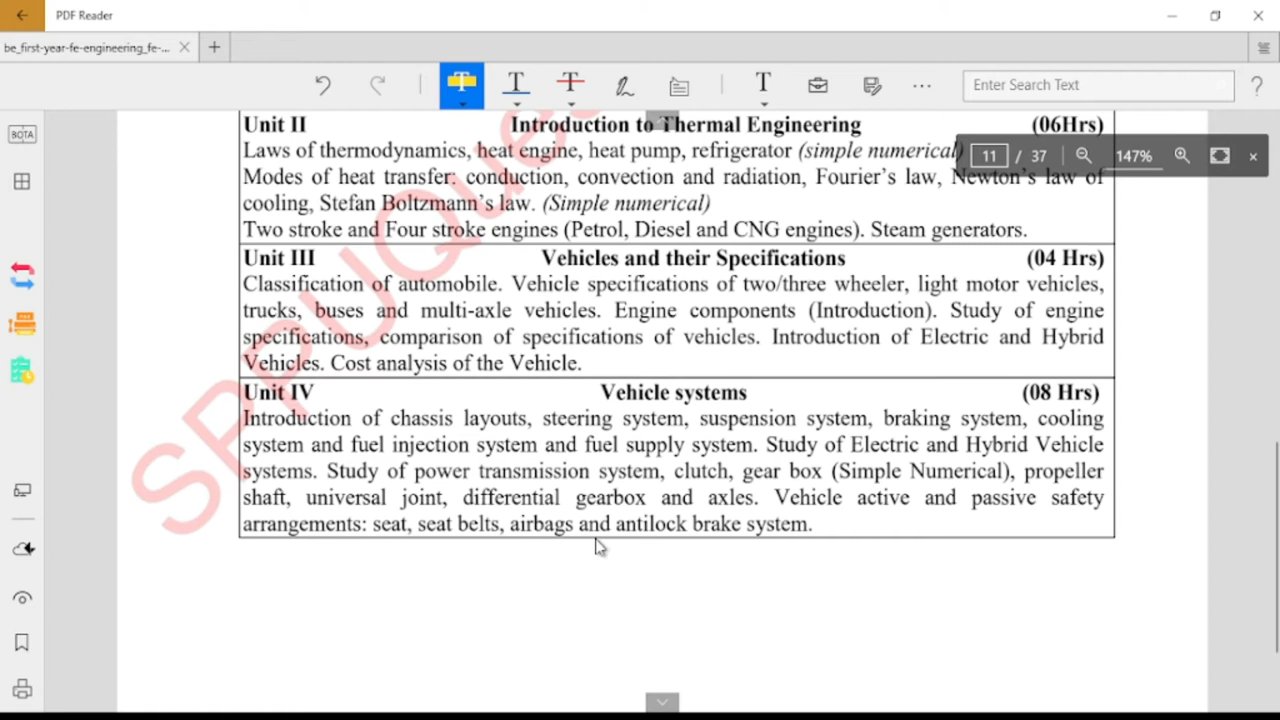 PDF Reader
be_first-year-fe-engineering_fe-...
Enter Search Text
BOTA
11 / 37 147%
Unit II Introduction to Thermal Engineering (06Hrs)
Laws of thermodynamics, heat engine, heat pump, refrigerator (simple numerical)
Modes of heat transfer: conduction, convection and radiation, Fourier's law, Newton's law of
cooling, Stefan Boltzmann's law. (Simple numerical)
Two stroke and Four stroke engines (Petrol, Diesel and CNG engines). Steam generators.
Unit III Vehicles and their Specifications (04 Hrs)
Classification of automobile. Vehicle specifications of two/three wheeler, light motor vehicles,
trucks, buses and multi-axle vehicles. Engine components (Introduction). Study of engine
specifications, comparison of specifications of vehicles. Introduction of Electric and Hybrid
Vehicles. Cost analysis of the Vehicle.
Unit IV Vehicle systems (08 Hrs)
Introduction of chassis layouts, steering system, suspension system, braking system, cooling
system and fuel injection system and fuel supply system. Study of Electric and Hybrid Vehicle
systems. Study of power transmission system, clutch, gear box (Simple Numerical), propeller
shaft, universal joint, differential gearbox and axles. Vehicle active and passive safety
arrangements: seat, seat belts, airbags and antilock brake system.
SPPUQues